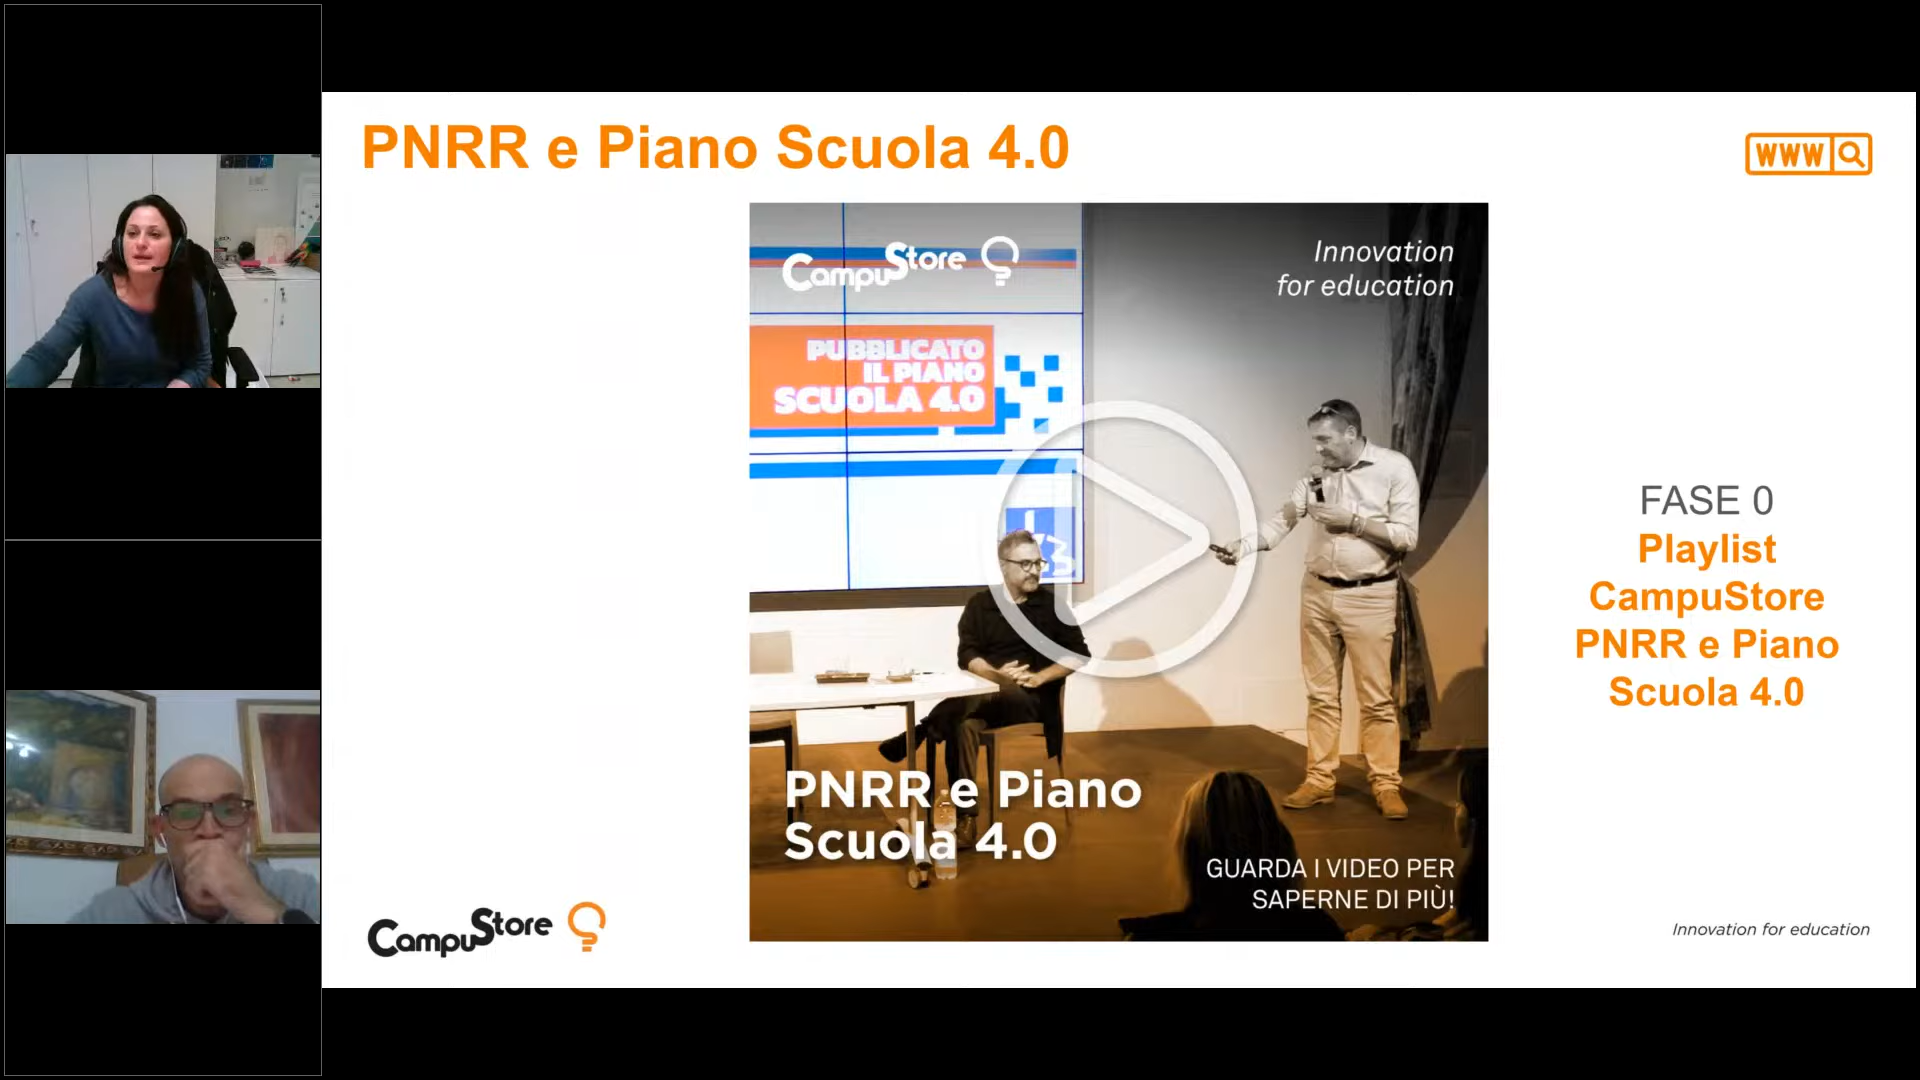 PNRR e Piano Scuola 4.0
WWW
CampuStore
Innovation
for education
PUBBLICATO
IL PIANO
SCUOLA 4.0
PNRR e Piano
Scuola 4.0
GUARDA I VIDEO PER
SAPERNE DI PIÙ!
FASE 0
Playlist
CampuStore
PNRR e Piano
Scuola 4.0
CampuStore
Innovation for education